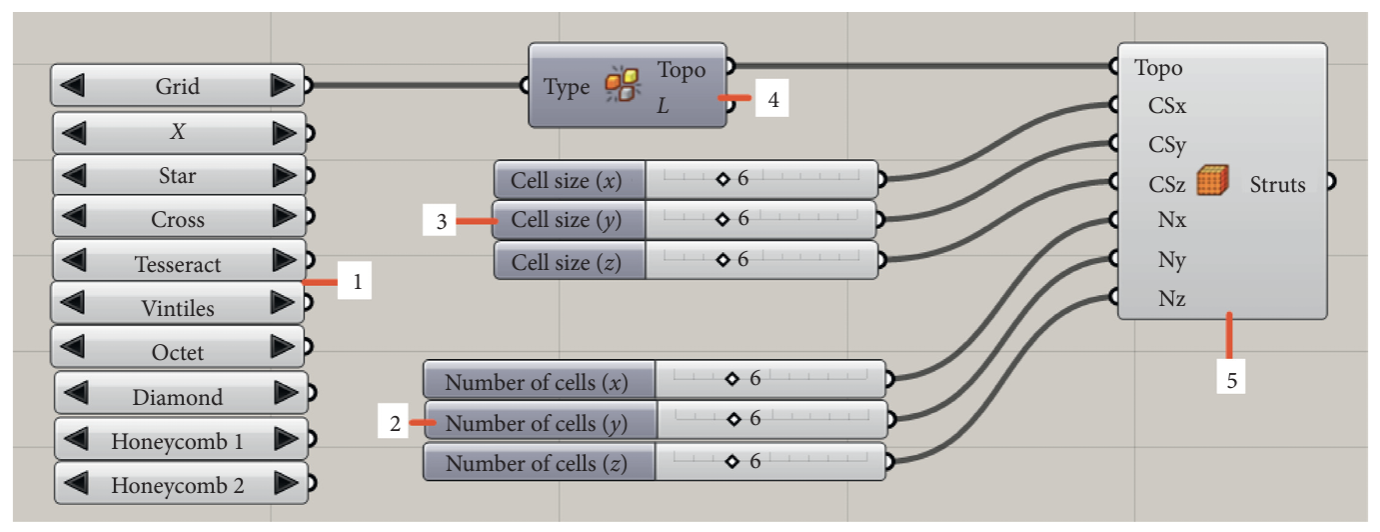 Grid
X
Star
Cross
Tesseract
Vintiles
Octet
Diamond
Honeycomb 1
Honeycomb 2
1
Type
Topo
L
4
Cell size (x) 6
Cell size (y) 6
Cell size (z) 6
3
Number of cells (x) 6
Number of cells (y) 6
Number of cells (z) 6
2
Topo
CSx
CSy
CSz
Nx
Ny
Nz
Struts
5